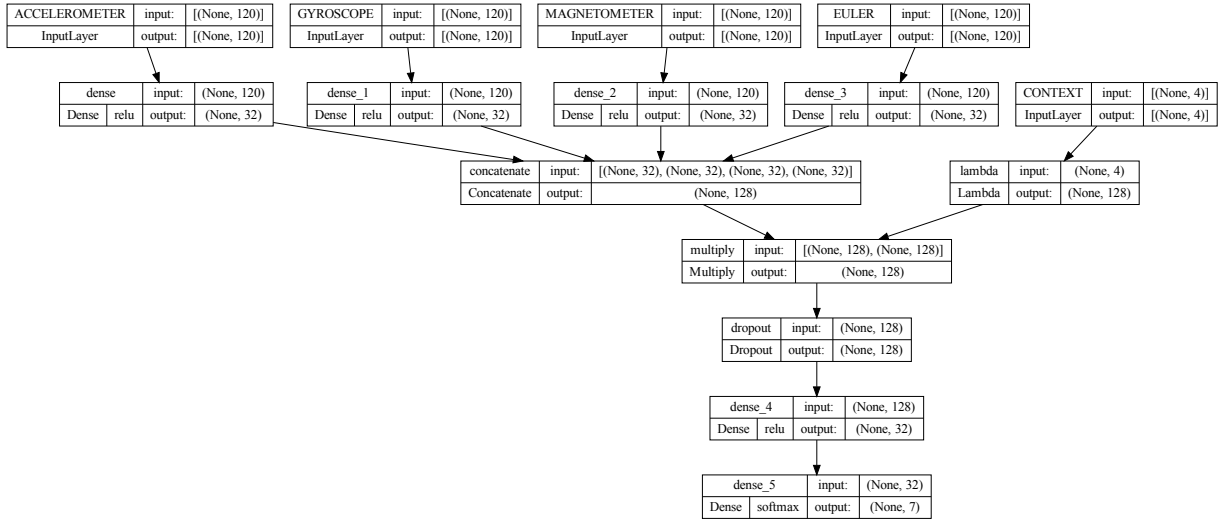 ACCELEROMETER input: [(None, 120)]
InputLayer output: [(None, 120)]
GYROSCOPE input: [(None, 120)]
InputLayer output: [(None, 120)]
MAGNETOMETER input: [(None, 120)]
InputLayer output: [(None, 120)]
EULER input: [(None, 120)]
InputLayer output: [(None, 120)]
dense input: (None, 120)
Dense relu output: (None, 32)
dense_1 input: (None, 120)
Dense relu output: (None, 32)
dense_2 input: (None, 120)
Dense relu output: (None, 32)
dense_3 input: (None, 120)
Dense relu output: (None, 32)
CONTEXT input: [(None, 4)]
InputLayer output: [(None, 4)]
concatenate input: [(None, 32), (None, 32), (None, 32), (None, 32)]
Concatenate output: (None, 128)
lambda input: (None, 4)
Lambda output: (None, 128)
multiply input: [(None, 128), (None, 128)]
Multiply output: (None, 128)
dropout input: (None, 128)
Dropout output: (None, 128)
dense_4 input: (None, 128)
Dense relu output: (None, 32)
dense_5 input: (None, 32)
Dense softmax output: (None, 7)